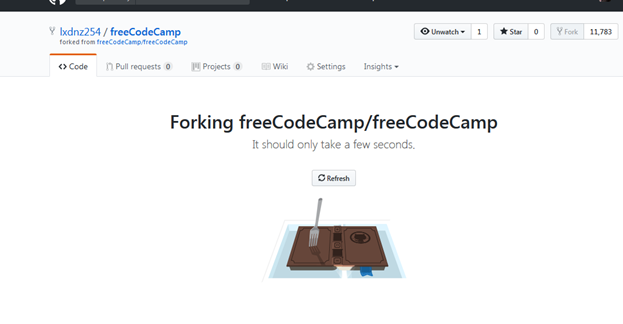 lxdnz254 / freeCodeCamp
Unwatch 1 Star 0 Fork 11,783
forked from freeCodeCamp/freeCodeCamp
Code Pull requests 0 Projects 0 Wiki Settings Insights
Forking freeCodeCamp/freeCodeCamp
It should only take a few seconds.
Refresh